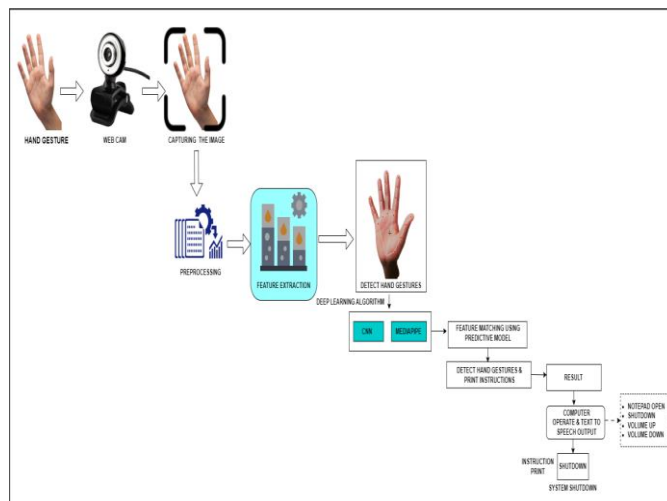 HAND GESTURE
WEB CAM
CAPTURING THE IMAGE
PREPROCESSING
FEATURE EXTRACTION
DETECT HAND GESTURES
DEEP LEARNING ALGORITHM
CNN
MEDIAPIPE
FEATURE MATCHING USING
PREDICTIVE MODEL
DETECT HAND GESTURES &
PRINT INSTRUCTIONS
RESULT
COMPUTER
OPERATE & TEXT TO
SPEECH OUTPUT
NOTEPAD OPEN
SHUTDOWN
VOLUME UP
VOLUME DOWN
INSTRUCTION
PRINT
SHUTDOWN
SYSTEM SHUTDOWN